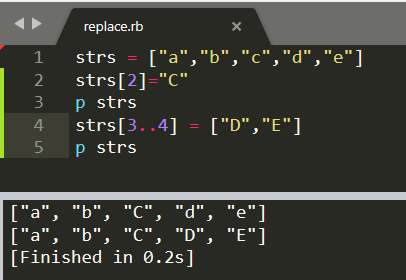 replace.rb ×
1 strs = ["a","b","c","d","e"]
2 strs[2]="C"
3 p strs
4 strs[3..4] = ["D","E"]
5 p strs
["a", "b", "C", "d", "e"]
["a", "b", "C", "D", "E"]
[Finished in 0.2s]